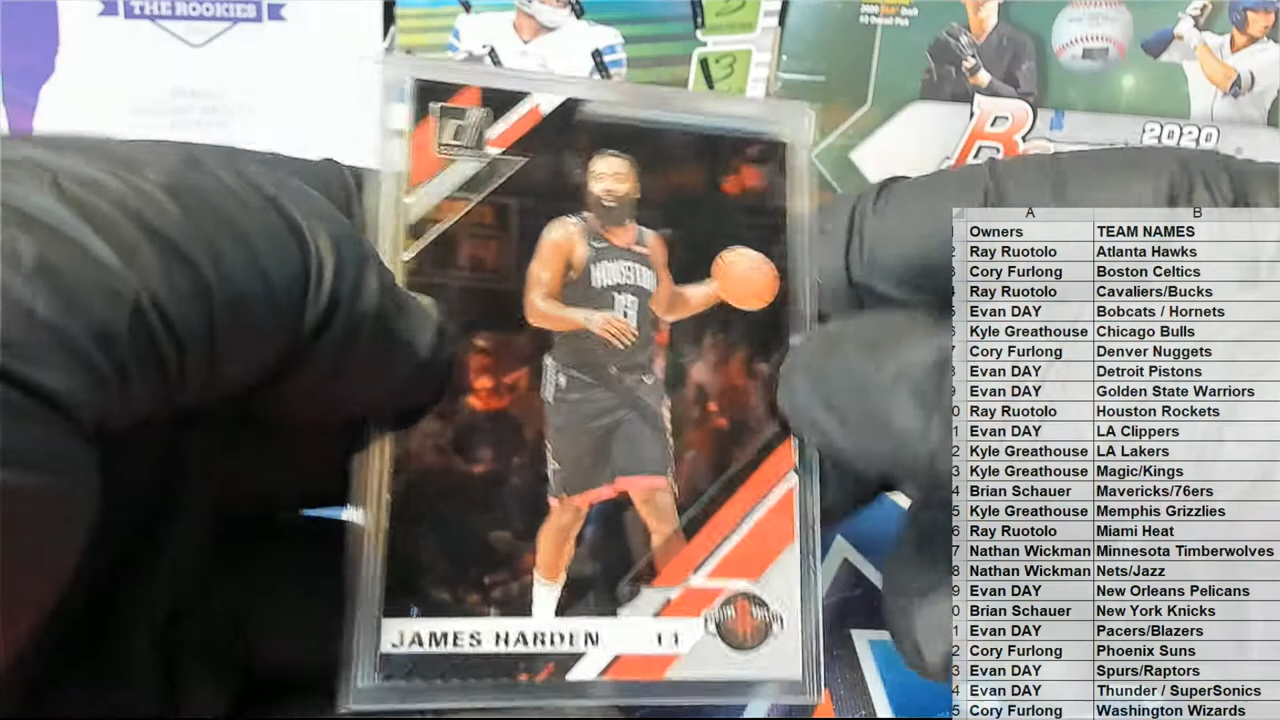 THE ROOKIES
3
13
2020
HOUSTON
13
JAMES HARDEN
A B
Owners TEAM NAMES
Ray Ruotolo Atlanta Hawks
Cory Furlong Boston Celtics
Ray Ruotolo Cavaliers/Bucks
Evan DAY Bobcats / Hornets
Kyle Greathouse Chicago Bulls
Cory Furlong Denver Nuggets
Evan DAY Detroit Pistons
Evan DAY Golden State Warriors
Ray Ruotolo Houston Rockets
Evan DAY LA Clippers
Kyle Greathouse LA Lakers
Kyle Greathouse Magic/Kings
Brian Schauer Mavericks/76ers
Kyle Greathouse Memphis Grizzlies
Ray Ruotolo Miami Heat
Nathan Wickman Minnesota Timberwolves
Nathan Wickman Nets/Jazz
Evan DAY New Orleans Pelicans
Brian Schauer New York Knicks
Evan DAY Pacers/Blazers
Cory Furlong Phoenix Suns
Evan DAY Spurs/Raptors
Evan DAY Thunder / SuperSonics
Cory Furlong Washington Wizards